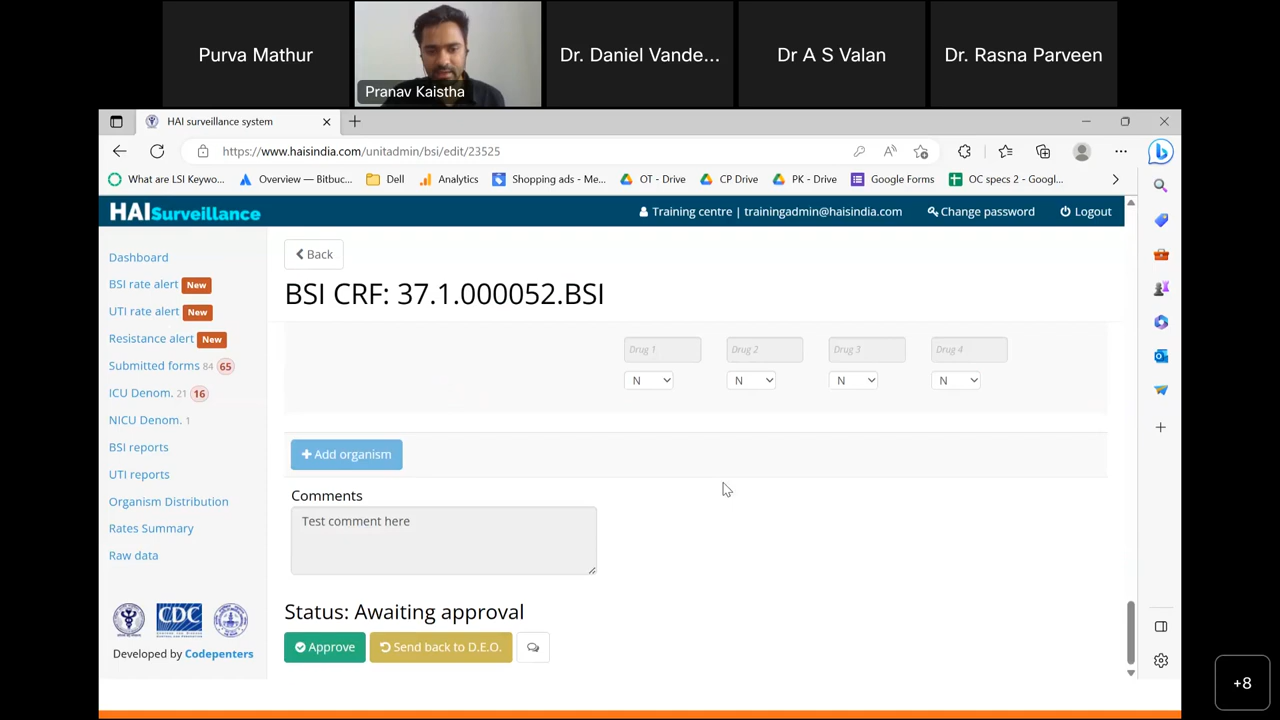 Purva Mathur
Pranav Kaistha
Dr. Daniel Vande...
Dr A S Valan
Dr. Rasna Parveen
HAI surveillance system
https://www.haisindia.com/unitadmin/bsi/edit/23525
What are LSI Keywo...
Overview — Bitbuc...
Dell
Analytics
Shopping ads - Me...
OT - Drive
CP Drive
PK - Drive
Google Forms
OC specs 2 - Googl...
HAISurveillance
Training centre | trainingadmin@haisindia.com
Change password
Logout
Dashboard
BSI rate alert New
UTI rate alert New
Resistance alert New
Submitted forms 84 65
ICU Denom. 21 16
NICU Denom. 1
BSI reports
UTI reports
Organism Distribution
Rates Summary
Raw data
CDC
Developed by Codepenters
Back
BSI CRF: 37.1.000052.BSI
Drug 1 Drug 2 Drug 3 Drug 4
N N N N
+ Add organism
Comments
Test comment here
Status: Awaiting approval
Approve
Send back to D.E.O.
+8